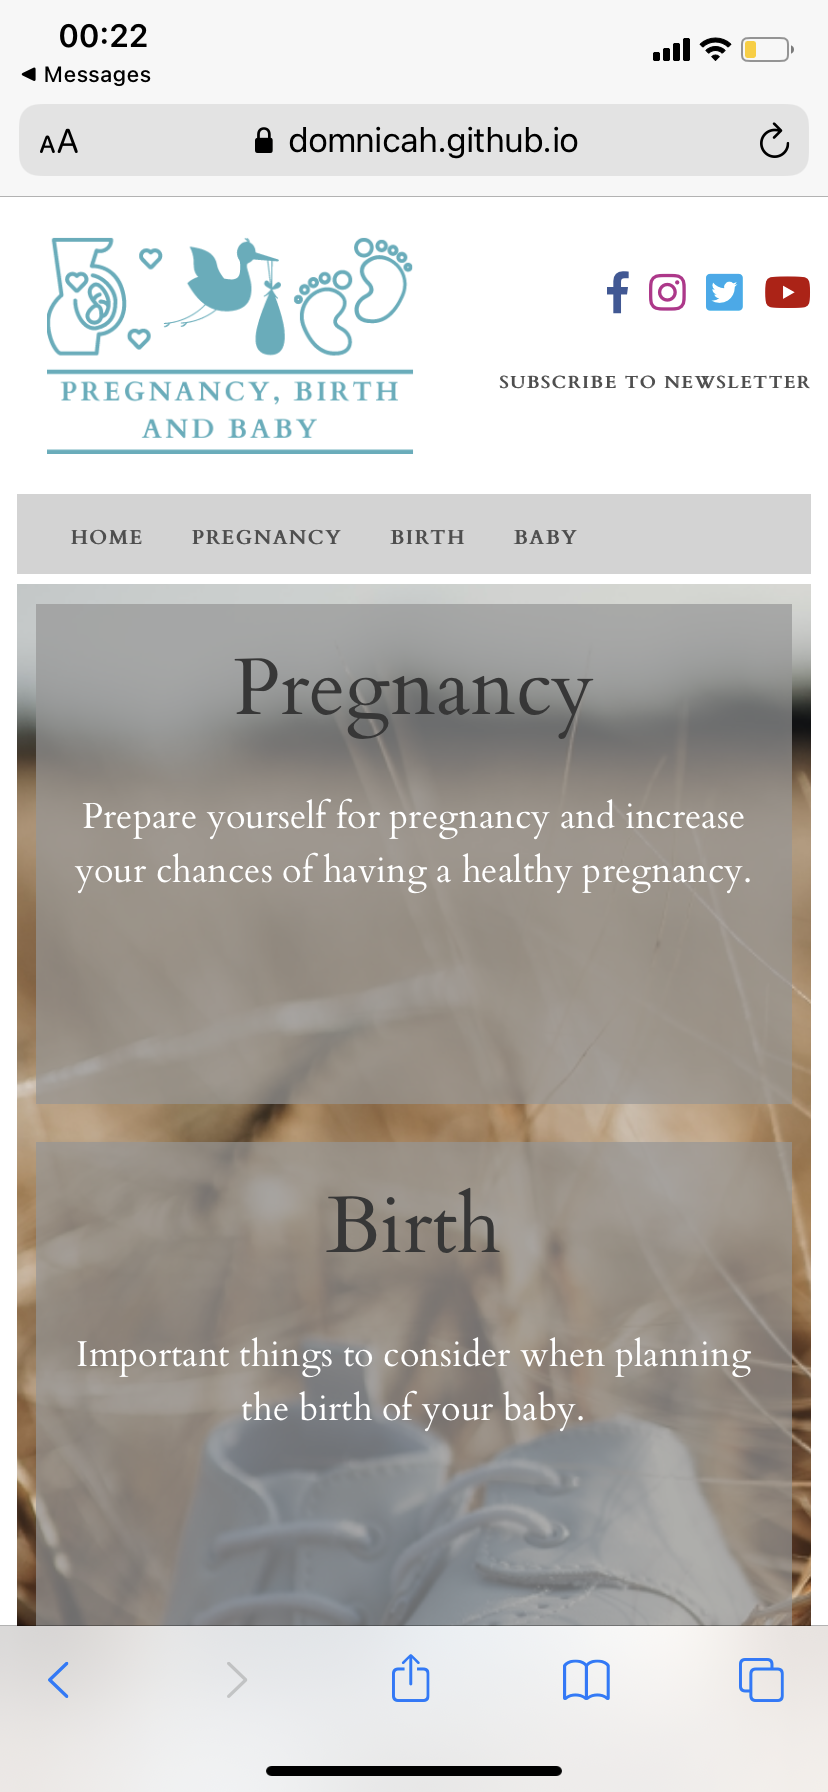 00:22
◀ Messages
AA
domnicah.github.io
PREGNANCY, BIRTH
AND BABY
SUBSCRIBE TO NEWSLETTER
HOME PREGNANCY BIRTH BABY
Pregnancy
Prepare yourself for pregnancy and increase
your chances of having a healthy pregnancy.
Birth
Important things to consider when planning
the birth of your baby.